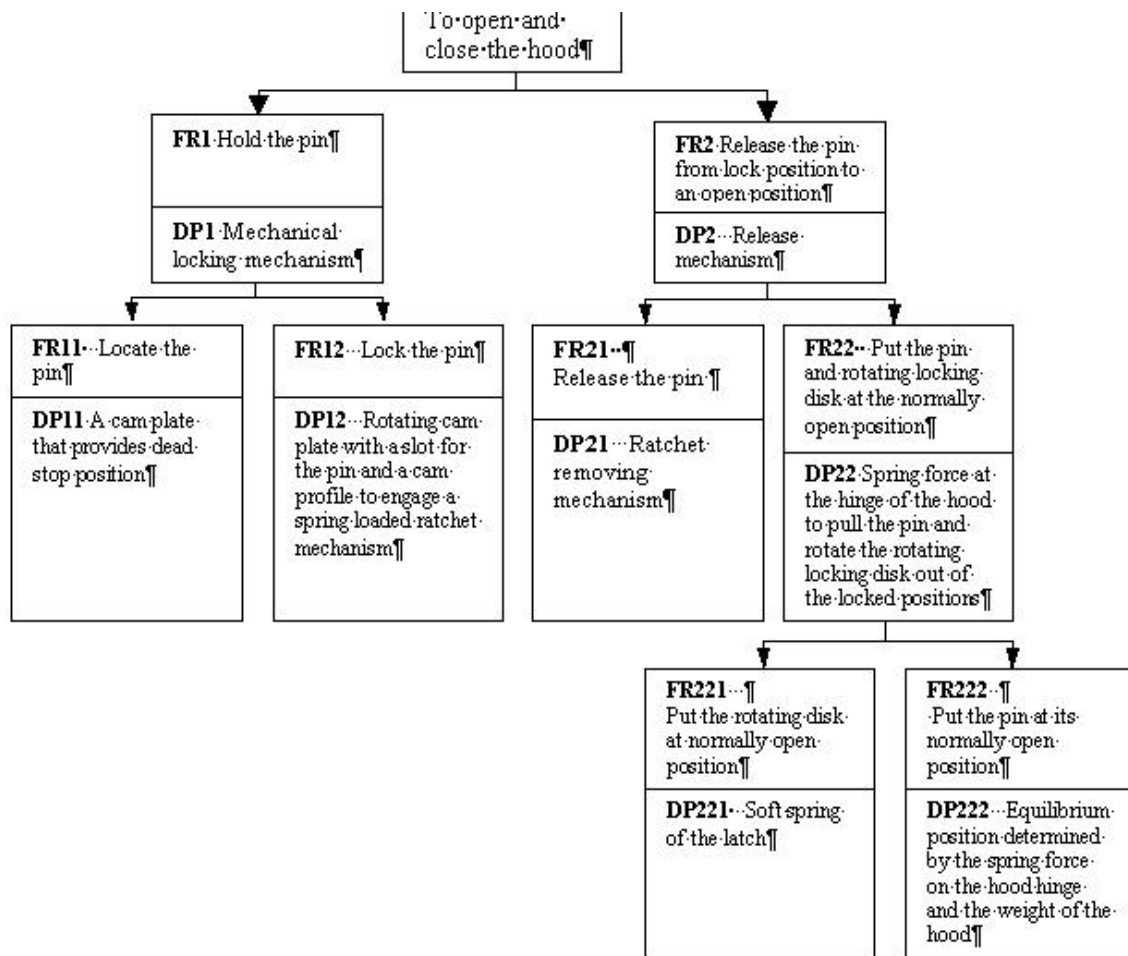 To·open·and·
close·the·hood¶
FR1·Hold·the·pin¶
DP1·Mechanical·
locking·mechanism¶
FR2·Release·the·pin·
from·lock·position·to·
an·open·position¶
DP2···Release·
mechanism¶
FR11····Locate·the·
pin¶
DP11·A·cam·plate·
that·provides·dead·
stop·position¶
FR12···Lock·the·pin¶
DP12···Rotating·cam·
plate·with·a·slot·for·
the·pin·and·a·cam·
profile·to·engage·a·
spring·loaded·ratchet·
mechanism¶
FR21··¶
Release·the·pin·¶
DP21···Ratchet·
removing·
mechanism¶
FR22···Put·the·pin·
and·rotating·locking·
disk·at·the·normally·
open·position¶
DP22·Spring·force·at·
the·hinge·of·the·hood·
to·pull·the·pin·and·
rotate·the·rotating·
locking·disk·out·of·
the·locked·positions¶
FR221···¶
Put·the·rotating·disk·
at·normally·open·
position¶
DP221····Soft·spring·
of·the·latch¶
FR222··¶
·Put·the·pin·at·its·
normally·open·
position¶
DP222···Equilibrium·
position·determined·
by·the·spring·force·
on·the·hood·hinge·
and·the·weight·of·the·
hood¶